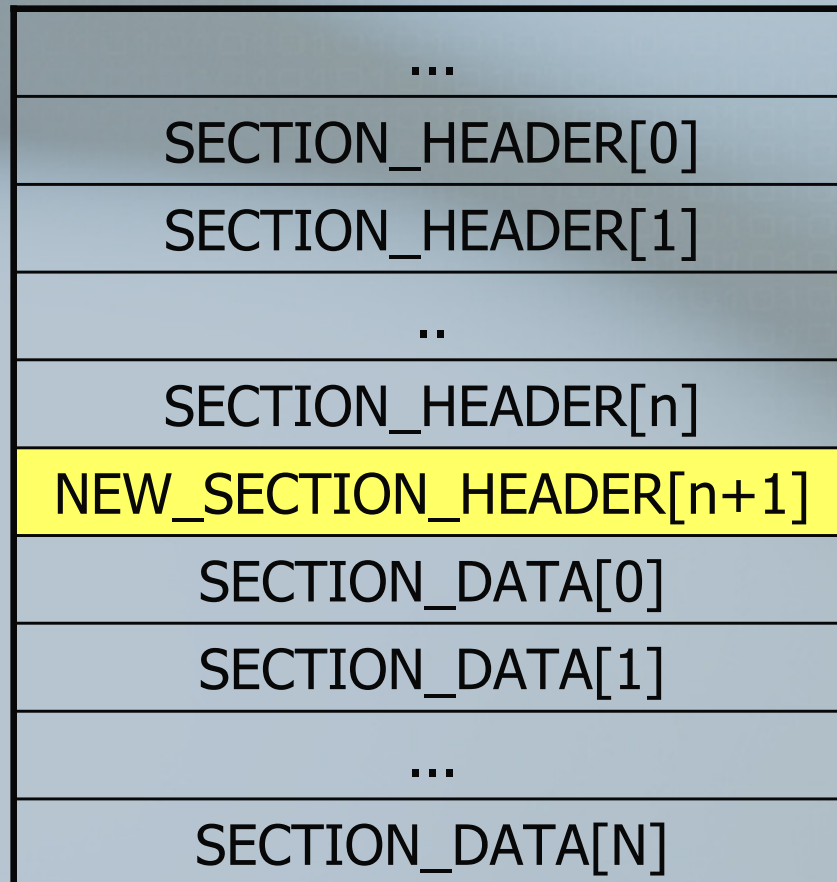 ...
SECTION_HEADER[0]
SECTION_HEADER[1]
..
SECTION_HEADER[n]
NEW_SECTION_HEADER[n+1]
SECTION_DATA[0]
SECTION_DATA[1]
...
SECTION_DATA[N]